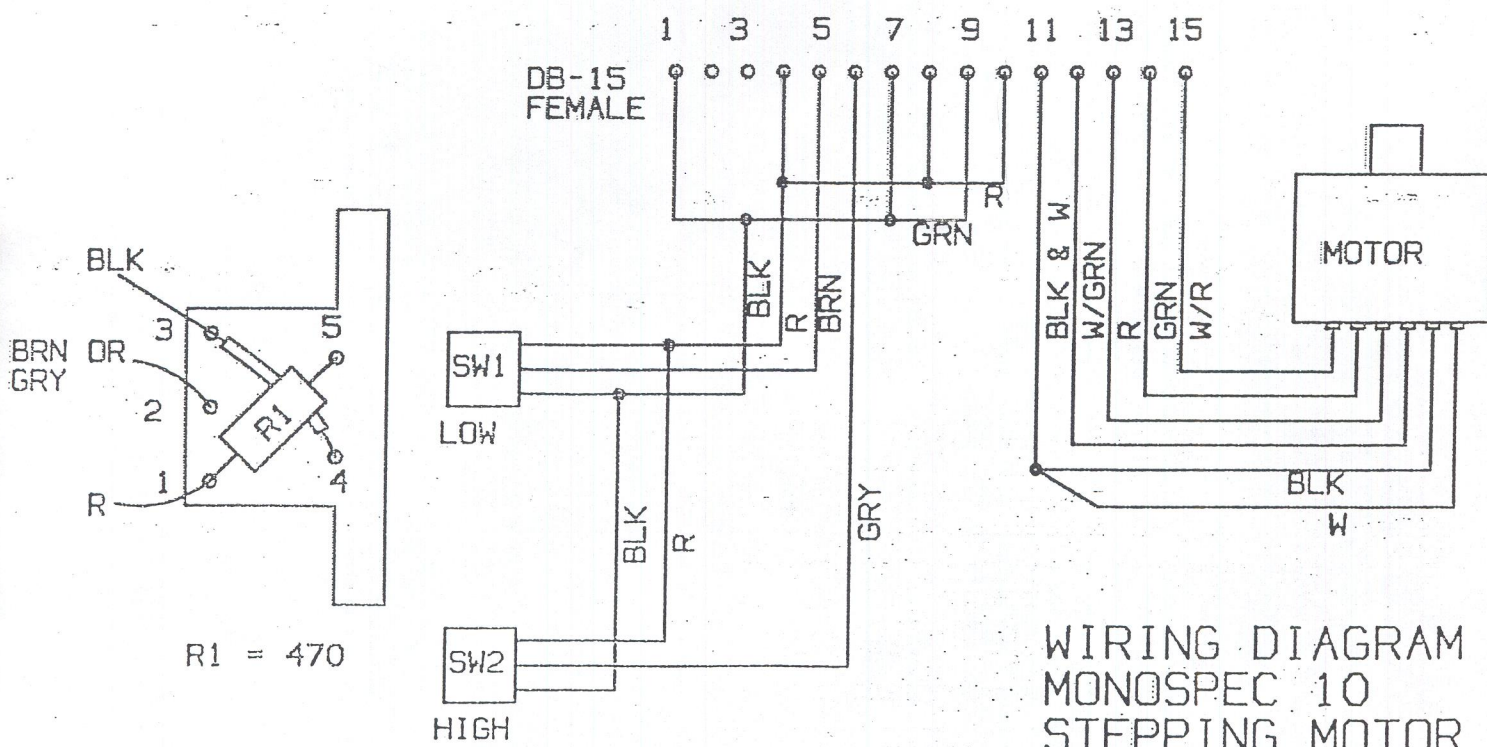 1 3 5 7 9 11 13 15
DB-15
FEMALE
R
GRN
BLK & W
W/GRN
R
GRN
W/R
MOTOR
BLK
R
BRN
BLK
3
5
BRN OR
GRY
2
R1
1
4
R
SW1
LOW
BLK
R
GRY
BLK
W
R1 = 470
SW2
HIGH
WIRING DIAGRAM
MONOSPEC 10
STEPPING MOTOR